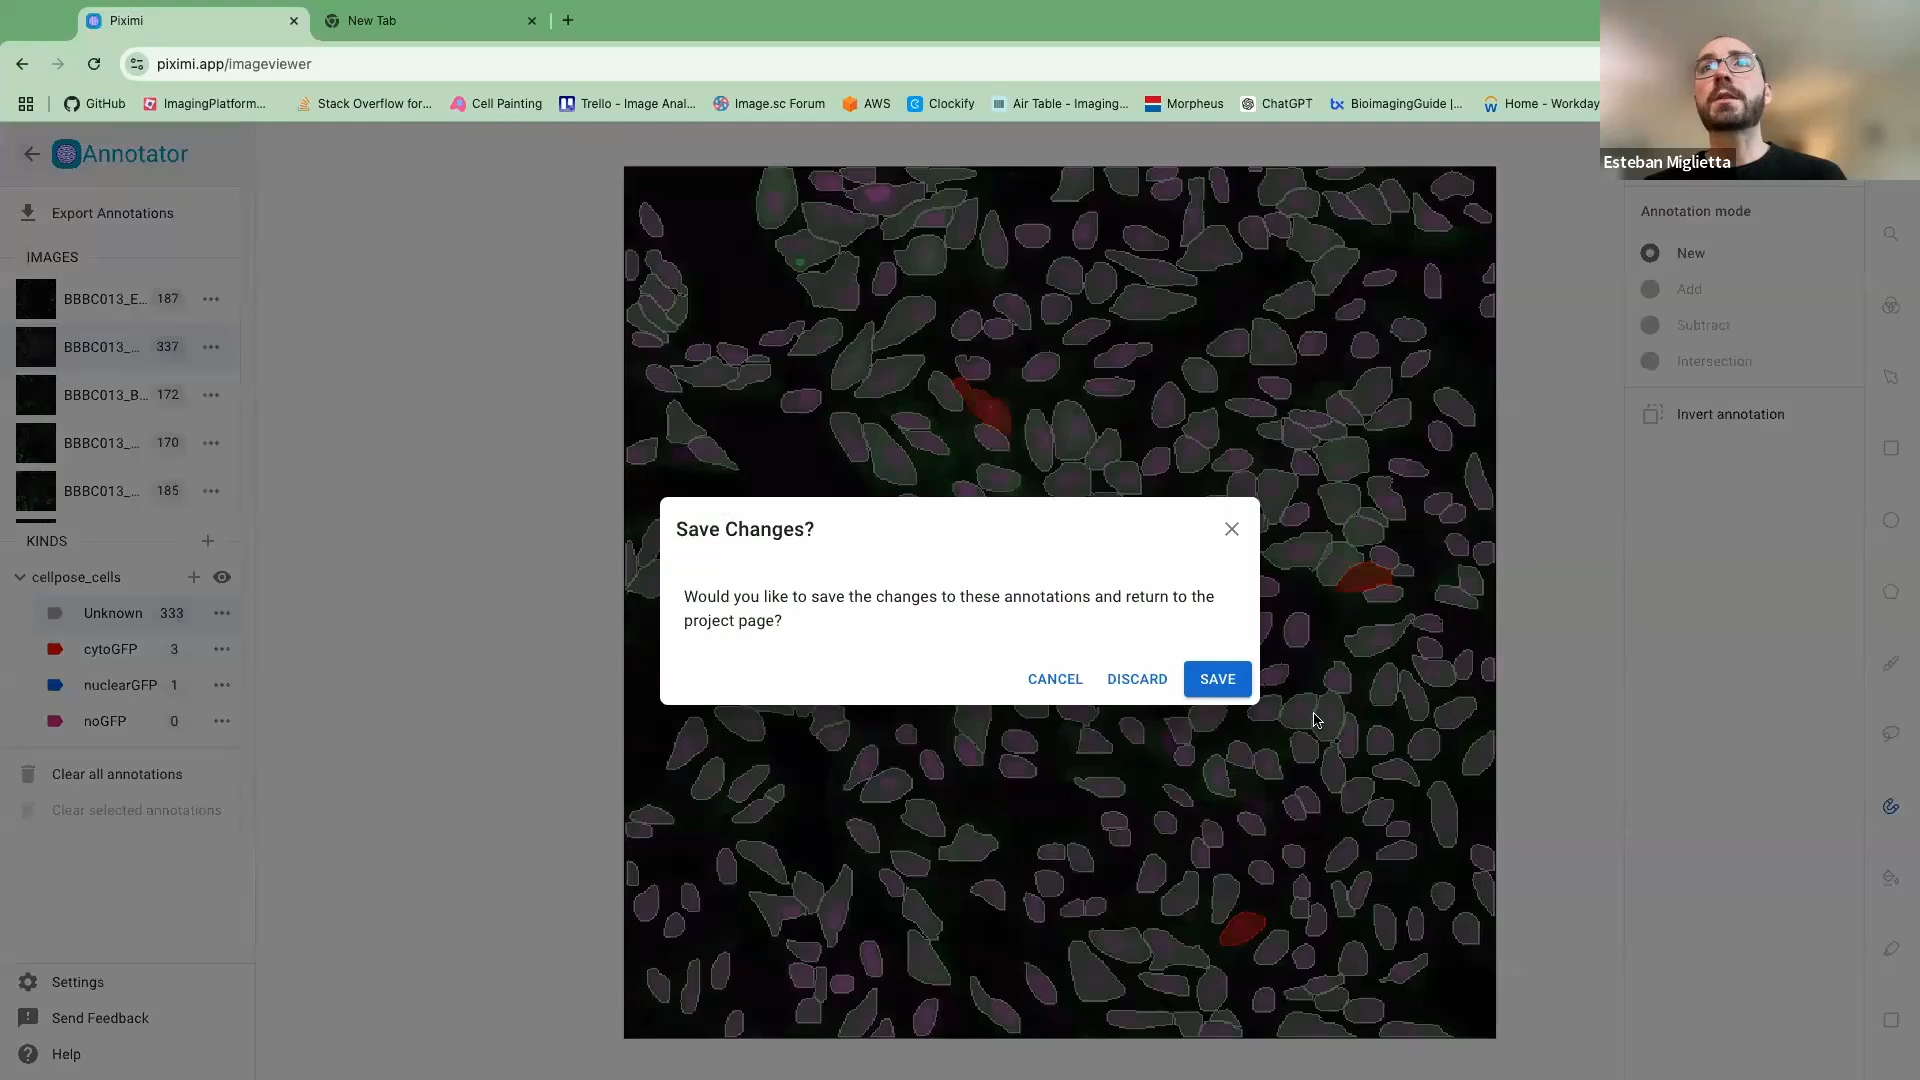 Piximi
New Tab
piximi.app/imageviewer
GitHub
ImagingPlatform...
Stack Overflow for...
Cell Painting
Trello - Image Anal...
Image.sc Forum
AWS
Clockify
Air Table - Imaging...
Morpheus
ChatGPT
BioimagingGuide |...
Home - Workday
Esteban Miglietta
Annotator
Export Annotations
IMAGES
BBBC013_E... 187
BBBC013_... 337
BBBC013_B... 172
BBBC013_... 170
BBBC013_... 185
KINDS
cellpose_cells
Unknown 333
cytoGFP 3
nuclearGFP 1
noGFP 0
Clear all annotations
Clear selected annotations
Settings
Send Feedback
Help
Save Changes?
Would you like to save the changes to these annotations and return to the
project page?
CANCEL DISCARD SAVE
Annotation mode
New
Add
Subtract
Intersection
Invert annotation